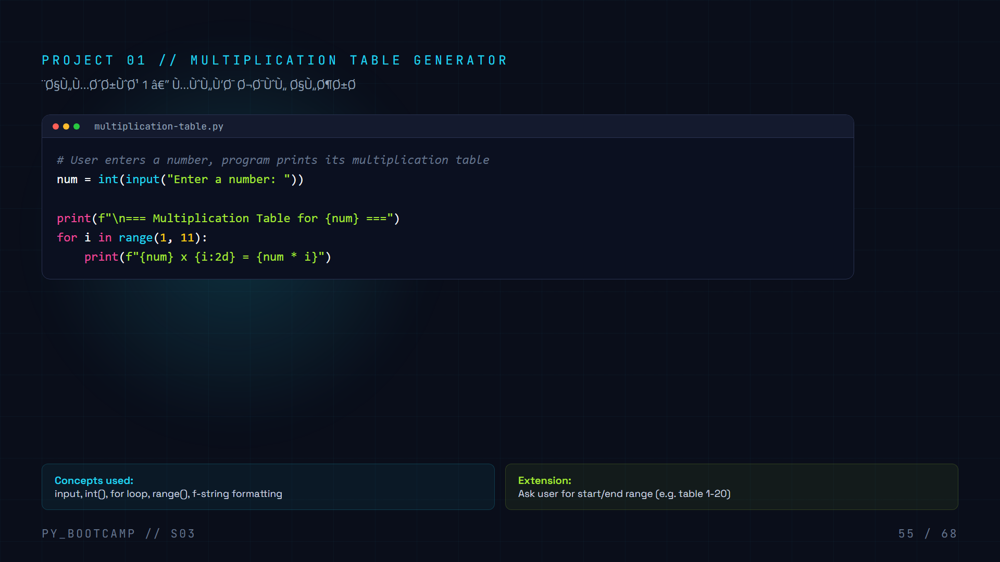 PROJECT 01 // MULTIPLICATION TABLE GENERATOR
¨Ø§Ù„Ù…Ø´Ø±ÙˆØ¹ 1 â€” Ù…ÙˆÙ„Ù‘Ø¯ Ø¬Ø¯ÙˆÙ„ Ø§Ù„Ø¶Ø±Ø
multiplication-table.py
# User enters a number, program prints its multiplication table
num = int(input("Enter a number: "))
print(f"\n=== Multiplication Table for {num} ===")
for i in range(1, 11):
    print(f"{num} x {i:2d} = {num * i}")
Concepts used:
input, int(), for loop, range(), f-string formatting
Extension:
Ask user for start/end range (e.g. table 1-20)
PY_BOOTCAMP // S03
55 / 68